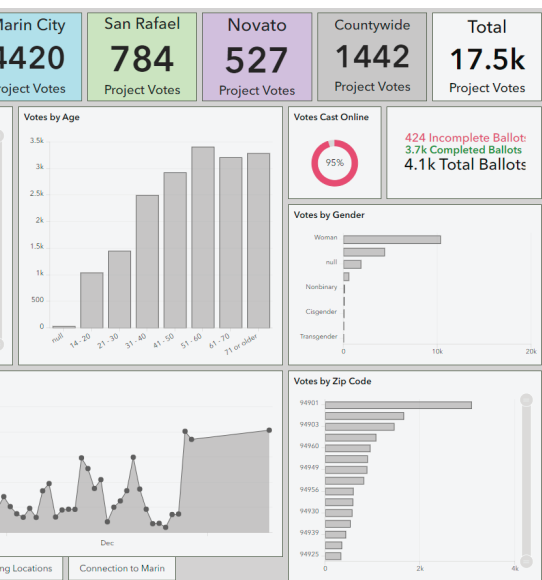 Marin City
4420
Project Votes
San Rafael
784
Project Votes
Novato
527
Project Votes
Countywide
1442
Project Votes
Total
17.5k
Project Votes
Votes by Age
3.5k
3k
2.5k
2k
1.5k
1k
500
0
null
14 - 20
21 - 30
31 - 40
41 - 50
51 - 60
61 - 70
71 or older
Votes Cast Online
95%
424 Incomplete Ballots
3.7k Completed Ballots
4.1k Total Ballots
Votes by Gender
Woman
null
Nonbinary
Cisgender
Transgender
0
10k
20k
Dec
Votes by Zip Code
94901
94903
94960
94949
94956
94930
94939
94925
0
2k
4k
ng Locations
Connection to Marin